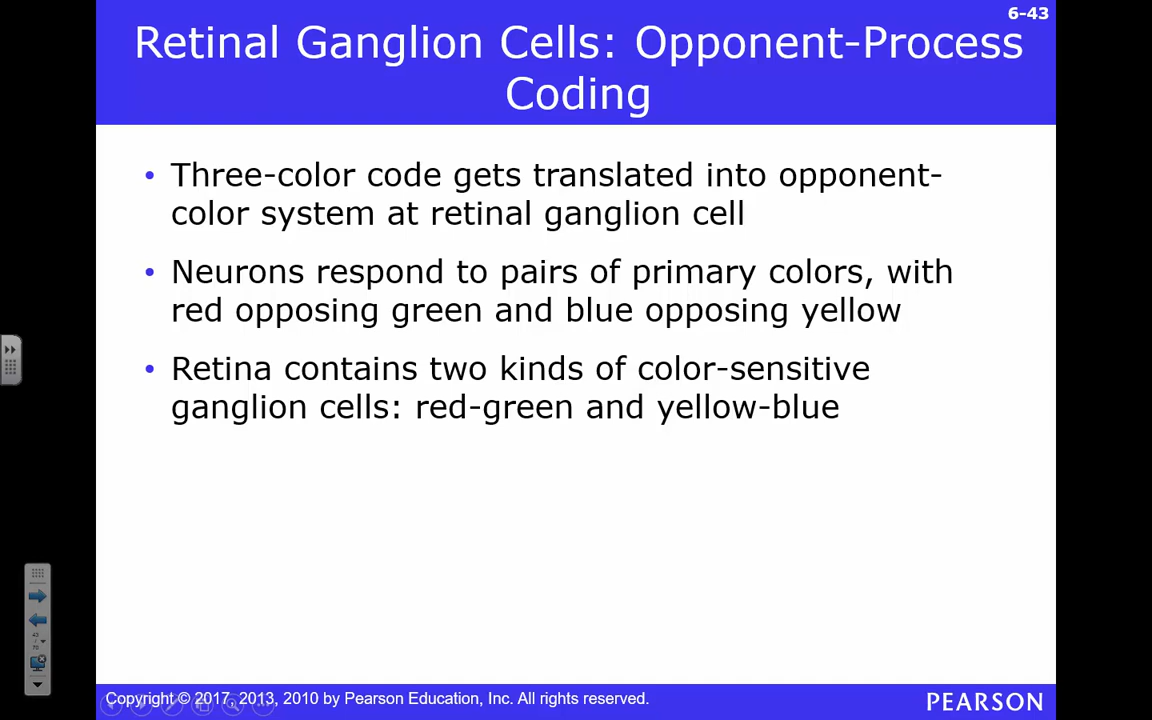 6-43
Retinal Ganglion Cells: Opponent-Process
Coding
• Three-color code gets translated into opponent-
color system at retinal ganglion cell
• Neurons respond to pairs of primary colors, with
red opposing green and blue opposing yellow
• Retina contains two kinds of color-sensitive
ganglion cells: red-green and yellow-blue
43
/
70
Copyright © 2017, 2013, 2010 by Pearson Education, Inc. All rights reserved.
PEARSON